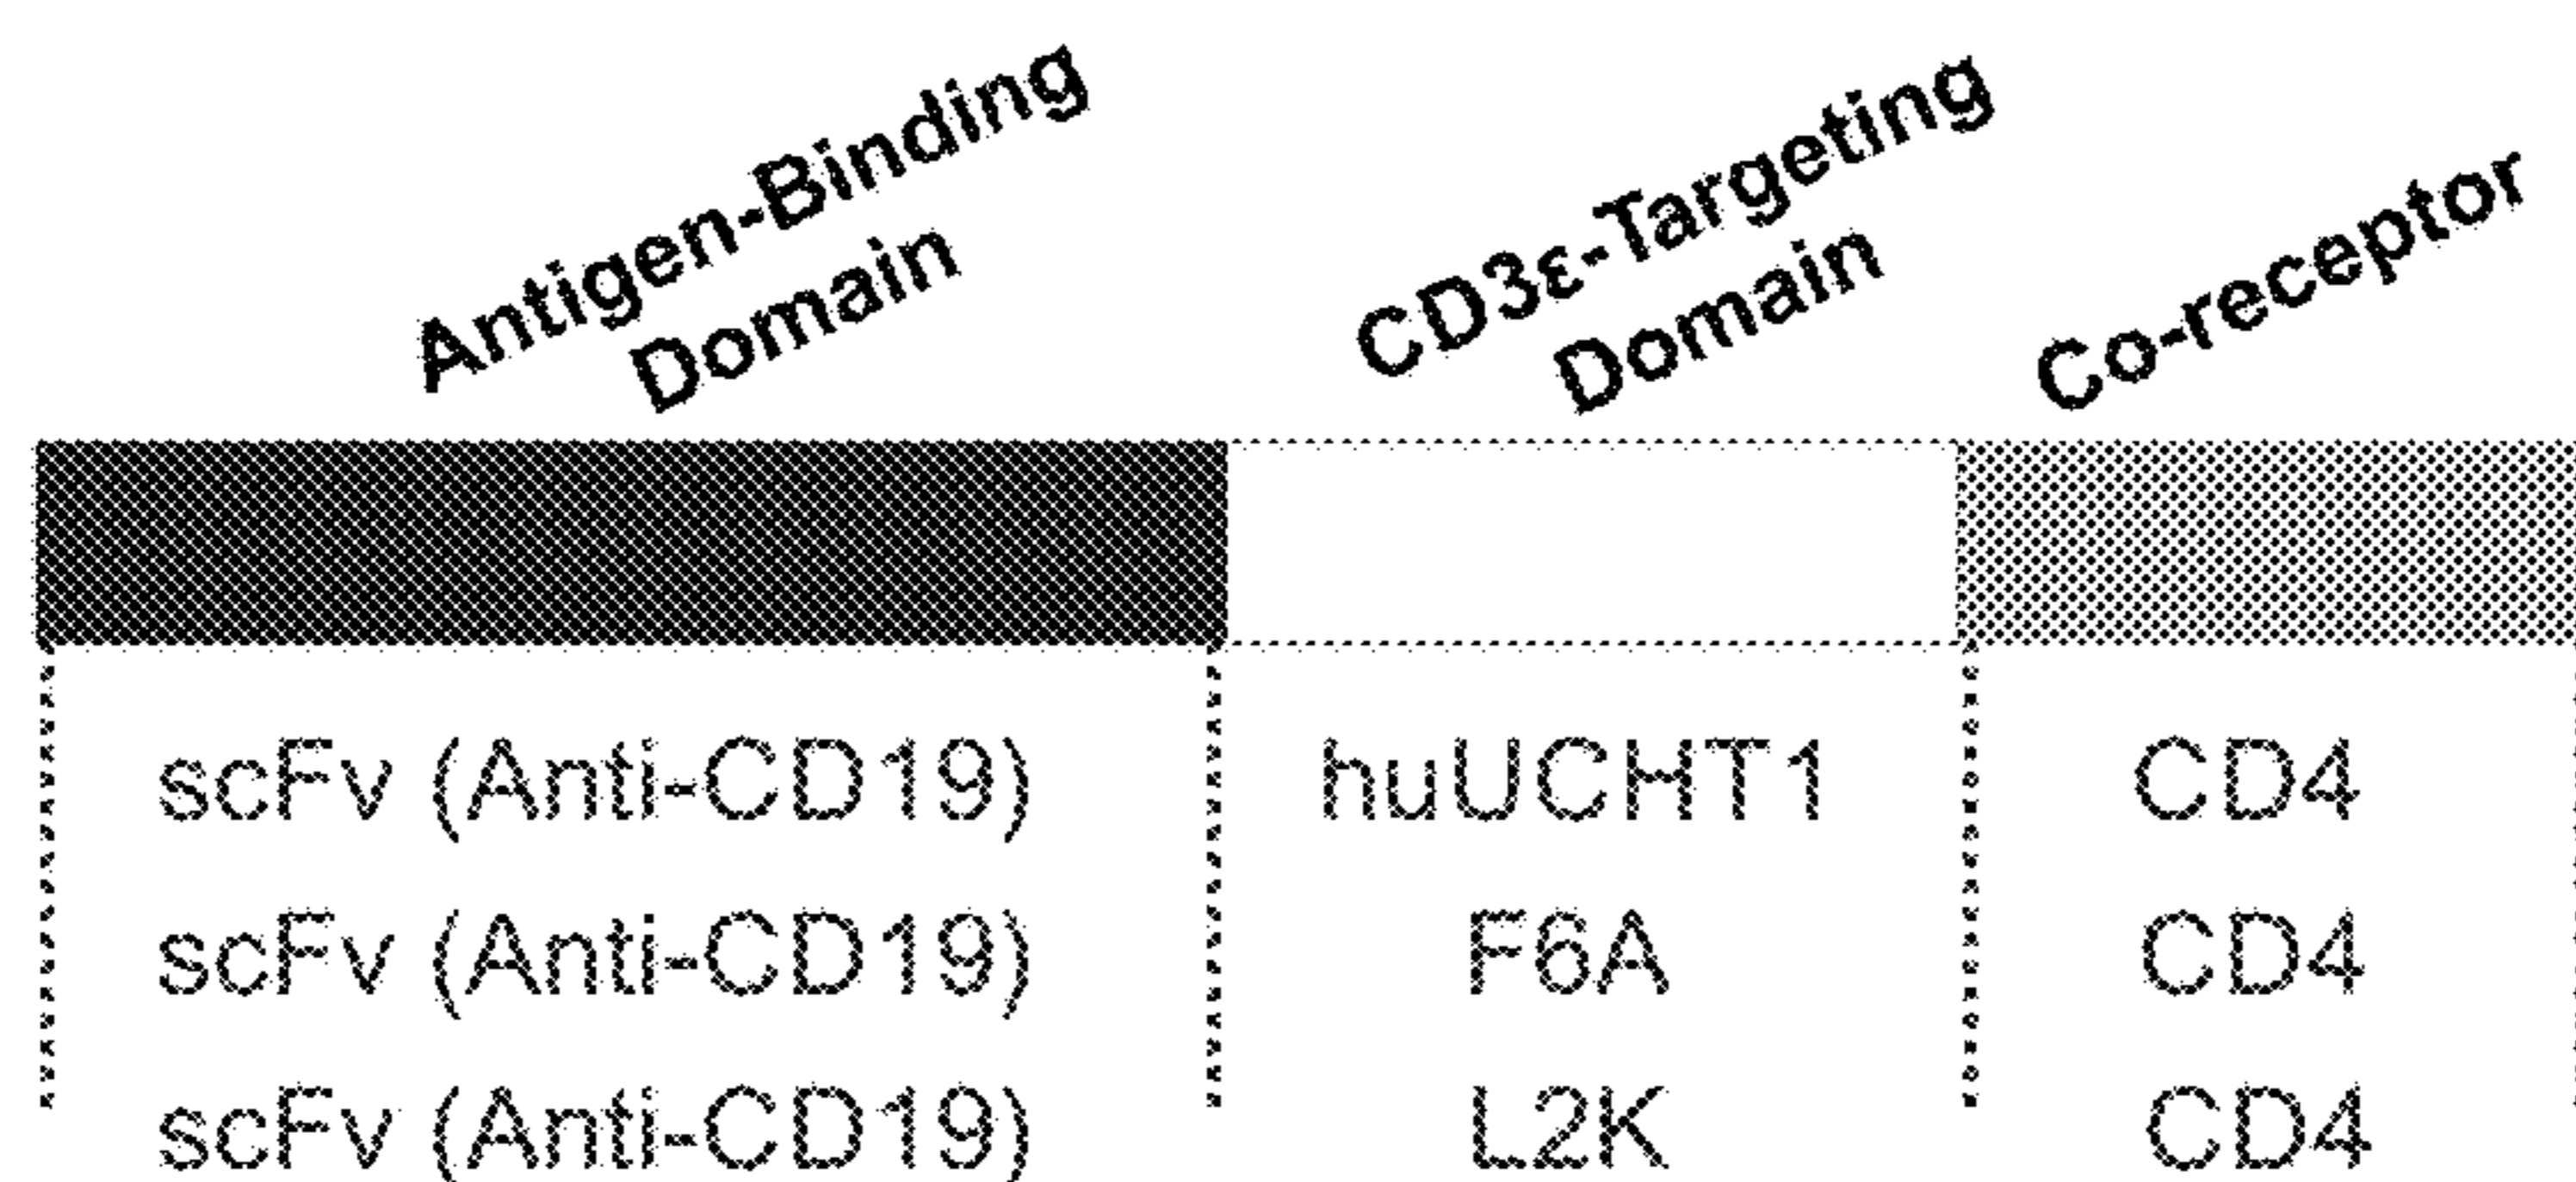 Antigen-Binding
Domain
CD3ε-Targeting
Domain
Co-receptor
scFv (Anti-CD19) huUCHT1 CD4
scFv (Anti-CD19) F6A CD4
scFv (Anti-CD19) L2K CD4